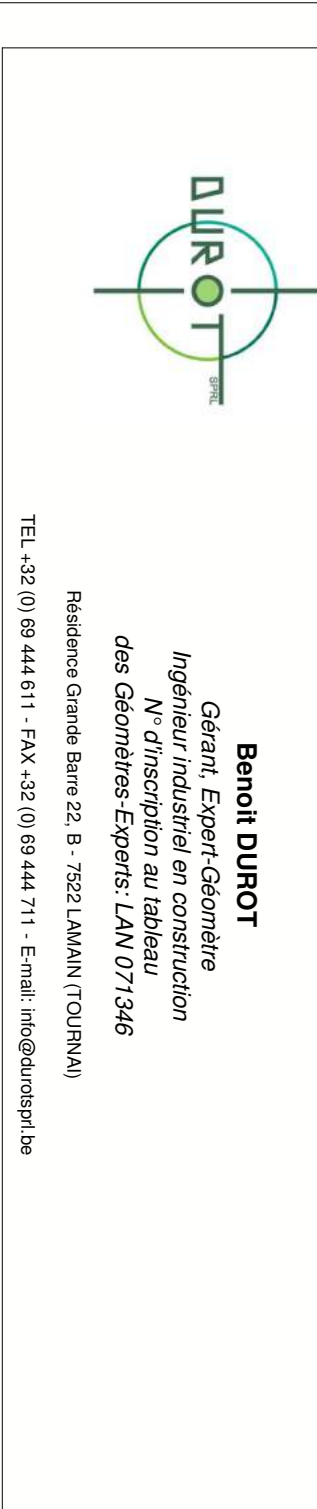 DUROT
SPRL
Benoit DUROT
Gérant, Expert-Géomètre
Ingénieur industriel en construction
N° d'inscription au tableau
des Géomètres-Experts: LAN 071346
Résidence Grande Barre 22, B - 7522 LAMAIN (TOURNAI)
TEL +32 (0) 69 444 611 - FAX +32 (0) 69 444 711 - E-mail: info@durotsprl.be